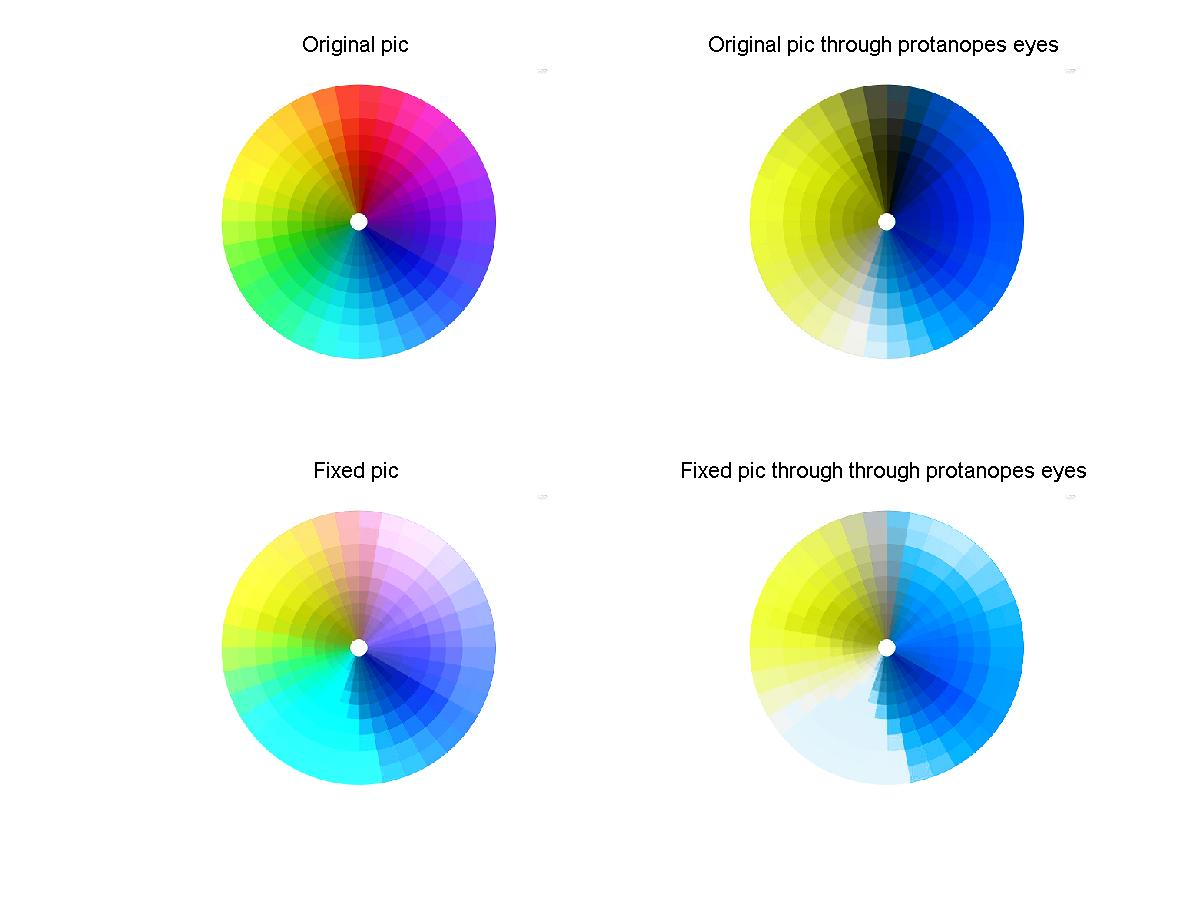 Original pic
Original pic through protanopes eyes
Fixed pic
Fixed pic through through protanopes eyes